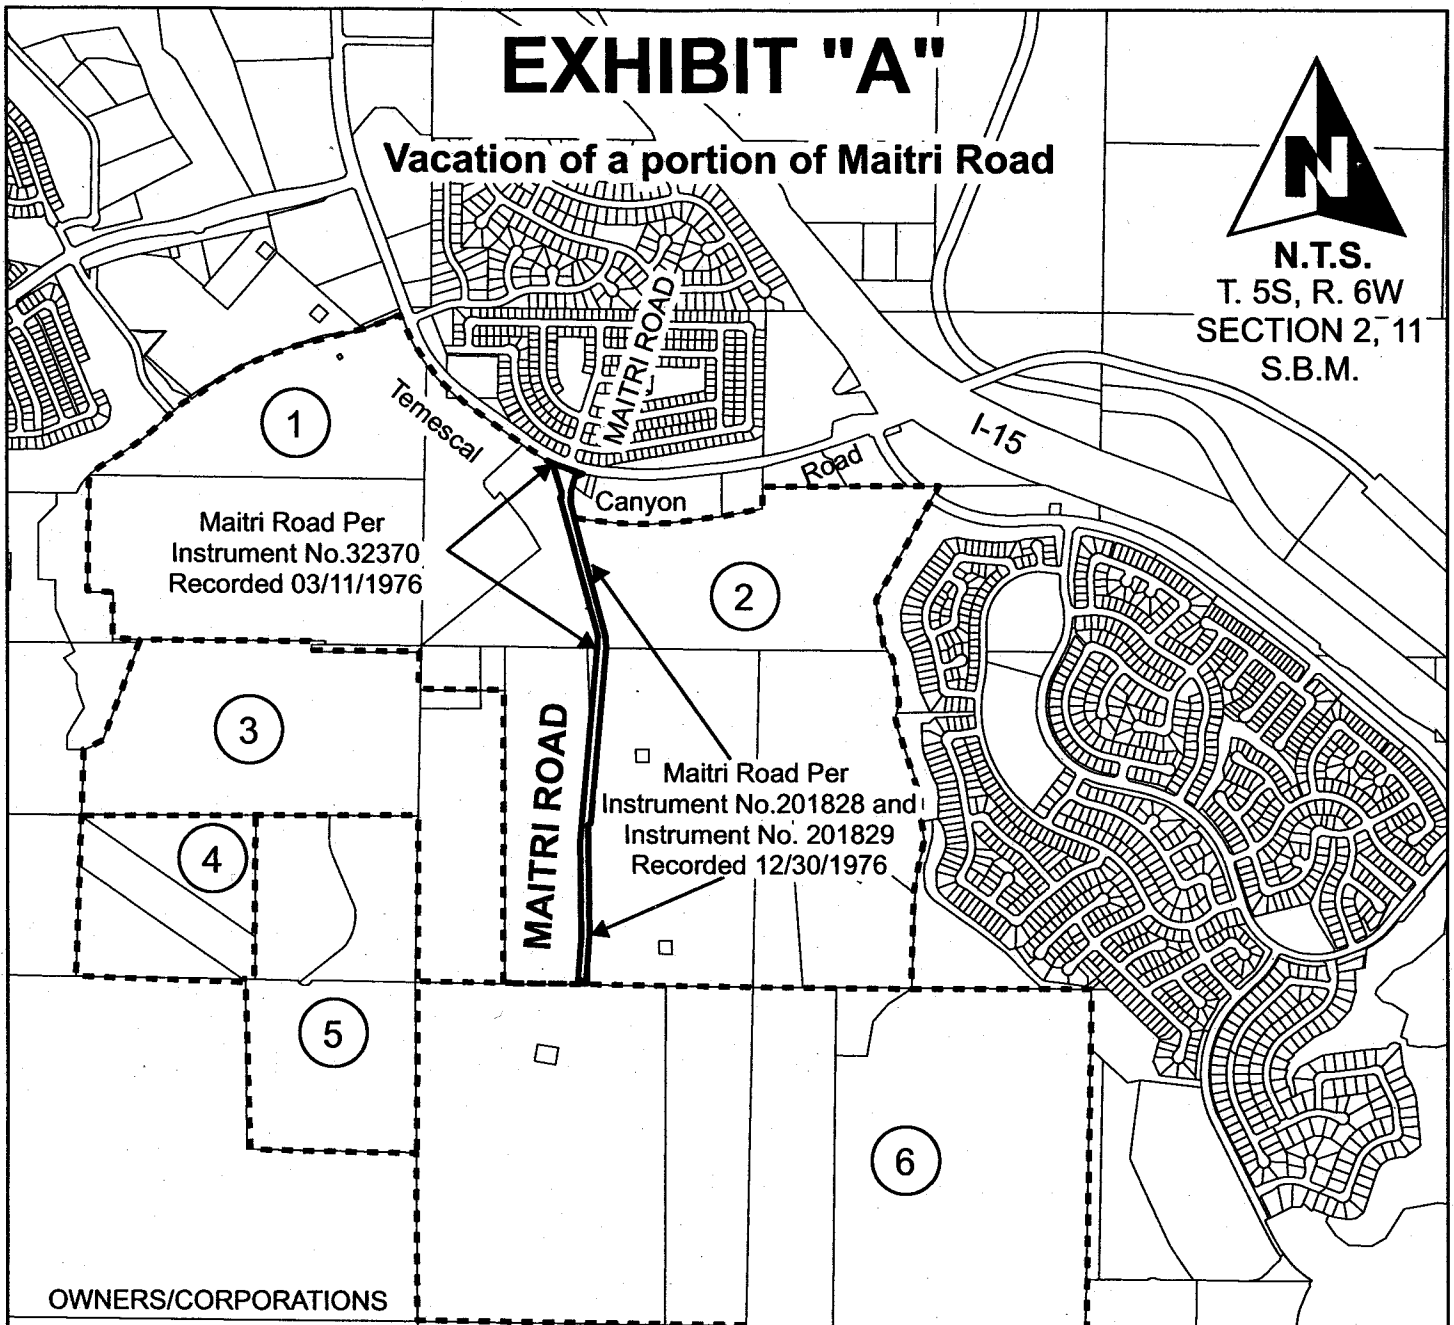 EXHIBIT "A"
Vacation of a portion of Maitri Road
N
N.T.S.
T. 5S, R. 6W
SECTION 2, 11
S.B.M.
MAITRI ROAD
1
Temescal
I-15
Road
Canyon
Maitri Road Per
Instrument No.32370
Recorded 03/11/1976
2
3
MAITRI ROAD
Maitri Road Per
Instrument No.201828 and
Instrument No. 201829
Recorded 12/30/1976
4
5
6
OWNERS/CORPORATIONS